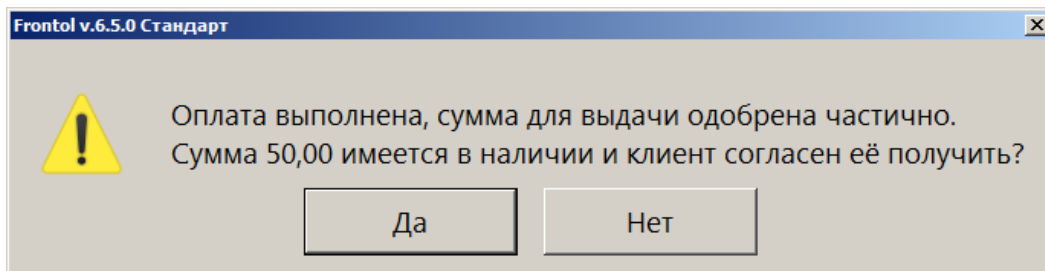 Frontol v.6.5.0 Стандарт
Оплата выполнена, сумма для выдачи одобрена частично.
Сумма 50,00 имеется в наличии и клиент согласен её получить?
Да
Нет